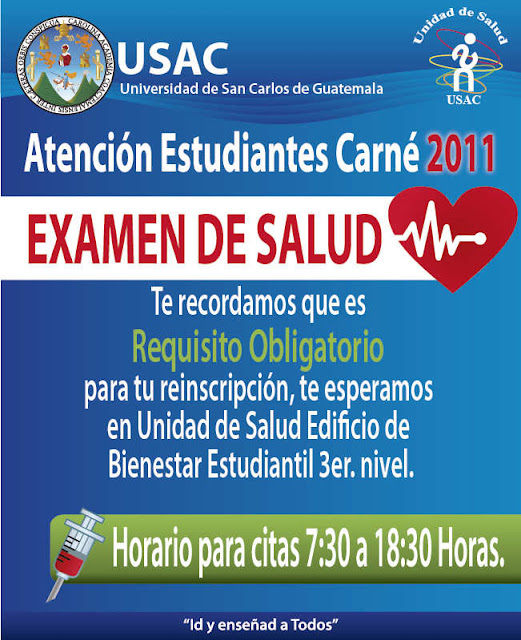 USAC
Universidad de San Carlos de Guatemala
Unidad de Salud
USAC
Atención Estudiantes Carné 2011
EXAMEN DE SALUD
Te recordamos que es
Requisito Obligatorio
para tu reinscripción, te esperamos
en Unidad de Salud Edificio de
Bienestar Estudiantil 3er. nivel.
Horario para citas 7:30 a 18:30 Horas.
“Id y enseñad a Todos”